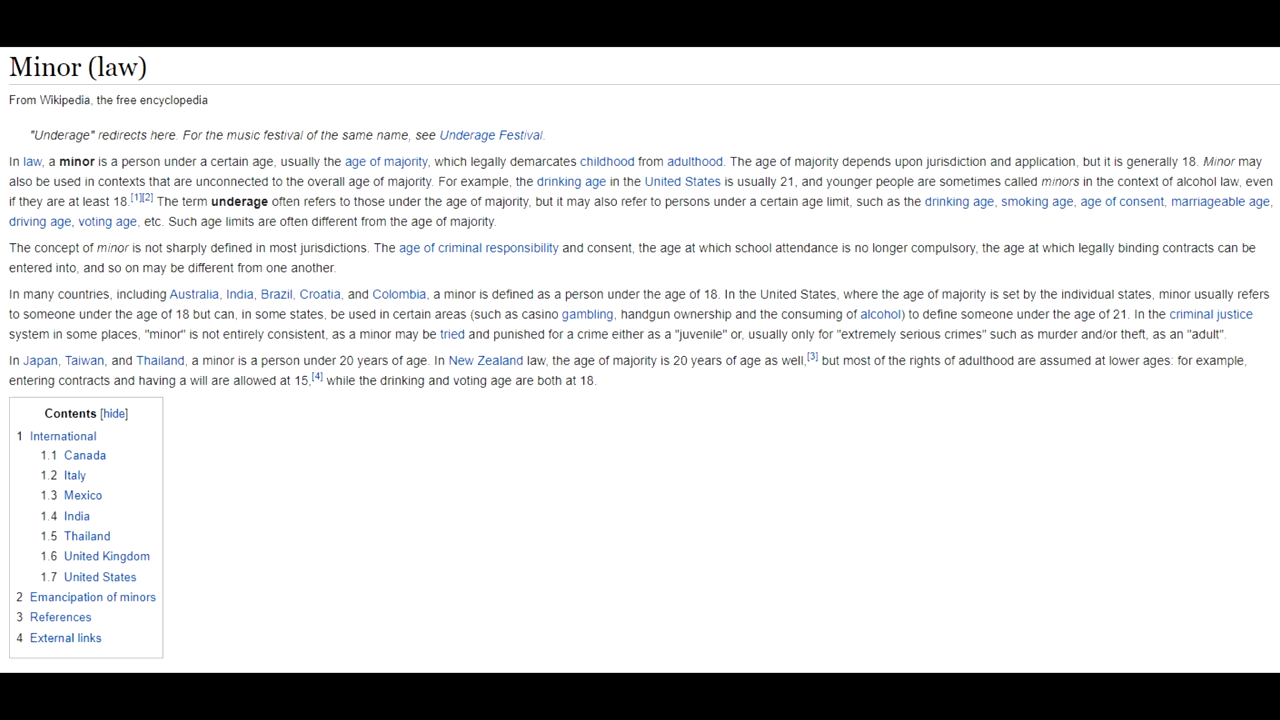 Minor (law)
From Wikipedia, the free encyclopedia
"Underage" redirects here. For the music festival of the same name, see Underage Festival.
In law, a minor is a person under a certain age, usually the age of majority, which legally demarcates childhood from adulthood. The age of majority depends upon jurisdiction and application, but it is generally 18. Minor may
also be used in contexts that are unconnected to the overall age of majority. For example, the drinking age in the United States is usually 21, and younger people are sometimes called minors in the context of alcohol law, even
if they are at least 18.[1][2] The term underage often refers to those under the age of majority, but it may also refer to persons under a certain age limit, such as the drinking age, smoking age, age of consent, marriageable age,
driving age, voting age, etc. Such age limits are often different from the age of majority.
The concept of minor is not sharply defined in most jurisdictions. The age of criminal responsibility and consent, the age at which school attendance is no longer compulsory, the age at which legally binding contracts can be
entered into, and so on may be different from one another.
In many countries, including Australia, India, Brazil, Croatia, and Colombia, a minor is defined as a person under the age of 18. In the United States, where the age of majority is set by the individual states, minor usually refers
to someone under the age of 18 but can, in some states, be used in certain areas (such as casino gambling, handgun ownership and the consuming of alcohol) to define someone under the age of 21. In the criminal justice
system in some places, "minor" is not entirely consistent, as a minor may be tried and punished for a crime either as a "juvenile" or, usually only for "extremely serious crimes" such as murder and/or theft, as an "adult".
In Japan, Taiwan, and Thailand, a minor is a person under 20 years of age. In New Zealand law, the age of majority is 20 years of age as well,[3] but most of the rights of adulthood are assumed at lower ages: for example,
entering contracts and having a will are allowed at 15,[4] while the drinking and voting age are both at 18.
Contents [hide]
1 International
1.1 Canada
1.2 Italy
1.3 Mexico
1.4 India
1.5 Thailand
1.6 United Kingdom
1.7 United States
2 Emancipation of minors
3 References
4 External links